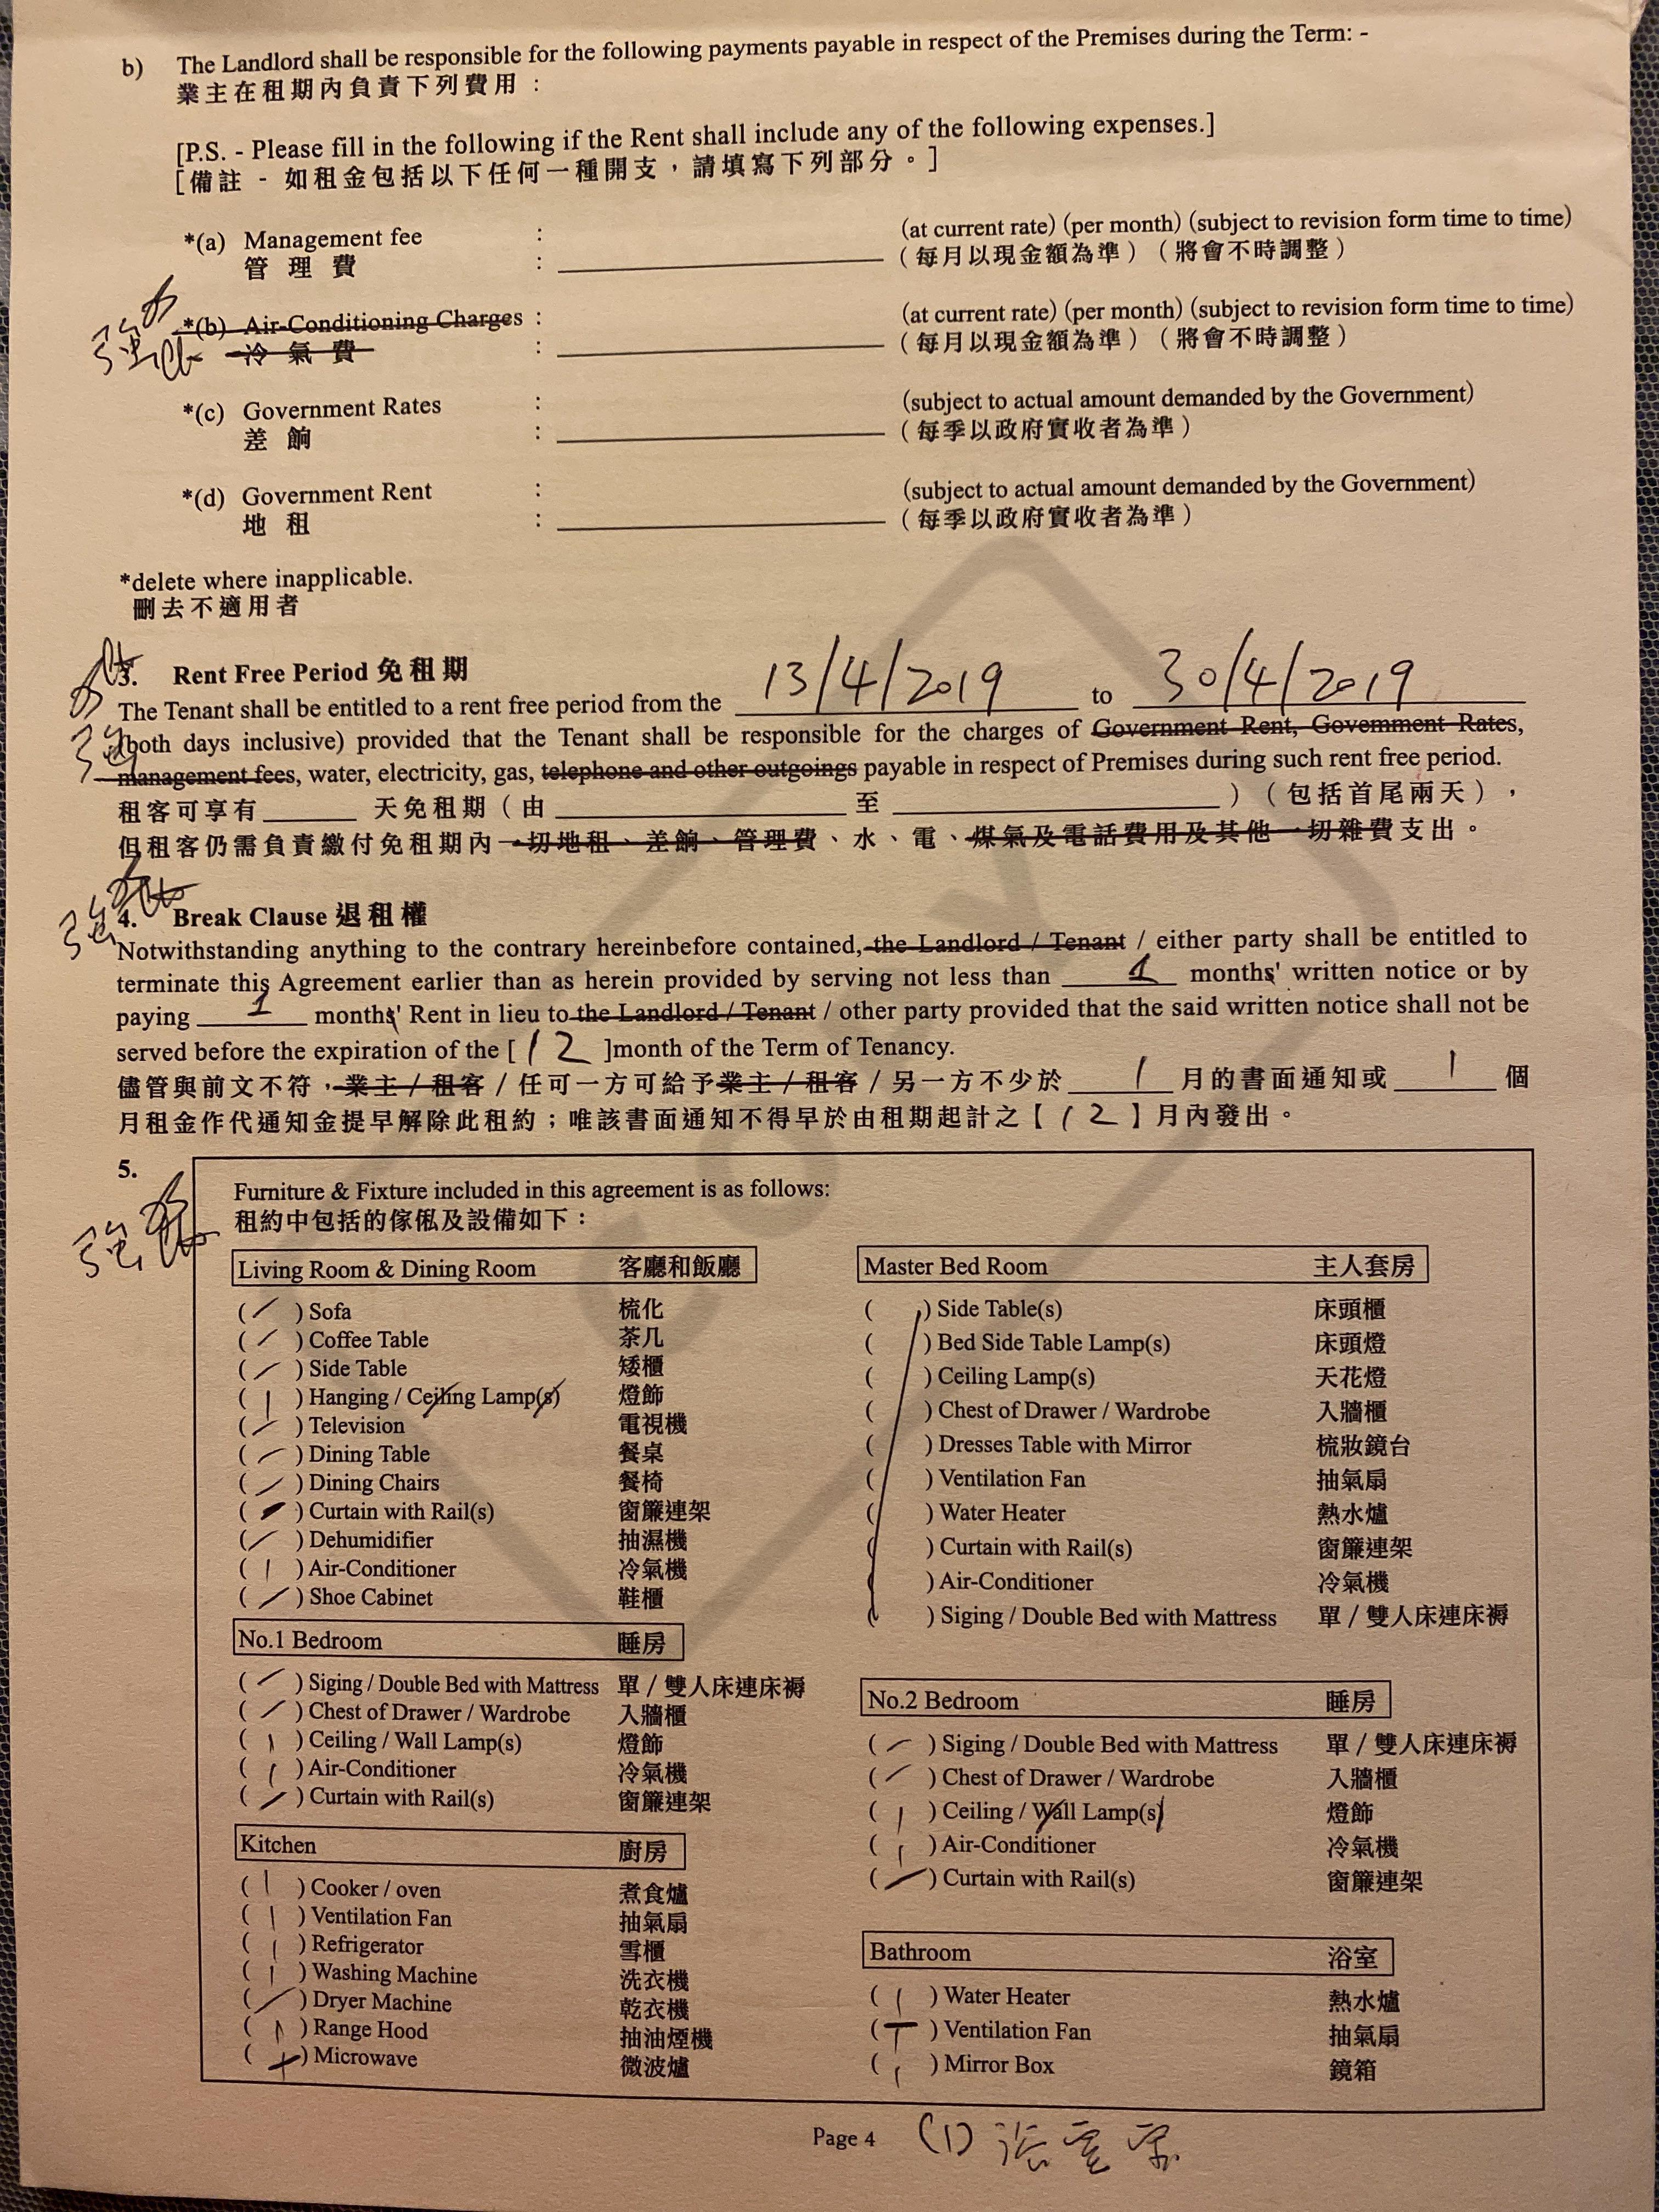 b) The Landlord shall be responsible for the following payments payable in respect of the Premises during the Term: -
業主在租期內負責下列費用：
[P.S. - Please fill in the following if the Rent shall include any of the following expenses.]
[備註 - 如租金包括以下任何一種開支，請填寫下列部分。]
*(a) Management fee : (at current rate) (per month) (subject to revision form time to time)
管理費 : （每月以現金額為準）（將會不時調整）
*(b) Air-Conditioning Charges : (at current rate) (per month) (subject to revision form time to time)
冷氣費 : （每月以現金額為準）（將會不時調整）
*(c) Government Rates : (subject to actual amount demanded by the Government)
差餉 : （每季以政府實收者為準）
*(d) Government Rent : (subject to actual amount demanded by the Government)
地租 : （每季以政府實收者為準）
*delete where inapplicable.
刪去不適用者
3. Rent Free Period 免租期
The Tenant shall be entitled to a rent free period from the 13/4/2019 to 30/4/2019
(both days inclusive) provided that the Tenant shall be responsible for the charges of Government Rent, Government Rates,
management fees, water, electricity, gas, telephone and other outgoings payable in respect of Premises during such rent free period.
租客可享有______天免租期（由______至______）（包括首尾兩天），
但租客仍需負責繳付免租期內一切地租、差餉、管理費、水、電、煤氣及電話費用及其他一切雜費支出。
4. Break Clause 退租權
Notwithstanding anything to the contrary hereinbefore contained, the Landlord / Tenant / either party shall be entitled to
terminate this Agreement earlier than as herein provided by serving not less than 1 months' written notice or by
paying 1 months' Rent in lieu to the Landlord / Tenant / other party provided that the said written notice shall not be
served before the expiration of the [ 12 ]month of the Term of Tenancy.
儘管與前文不符，業主 / 租客 / 任可一方可給予業主 / 租客 / 另一方不少於 1 月的書面通知或 1 個
月租金作代通知金提早解除此租約；唯該書面通知不得早於由租期起計之【12】月內發出。
5.
Furniture & Fixture included in this agreement is as follows:
租約中包括的傢俬及設備如下：
Living Room & Dining Room 客廳和飯廳
( / ) Sofa 梳化
( / ) Coffee Table 茶几
( / ) Side Table 矮櫃
( | ) Hanging / Ceiling Lamp(s) 燈飾
( / ) Television 電視機
( / ) Dining Table 餐桌
( / ) Dining Chairs 餐椅
( / ) Curtain with Rail(s) 窗簾連架
( / ) Dehumidifier 抽濕機
( | ) Air-Conditioner 冷氣機
( / ) Shoe Cabinet 鞋櫃
No.1 Bedroom 睡房
( / ) Siging / Double Bed with Mattress 單 / 雙人床連床褥
( / ) Chest of Drawer / Wardrobe 入牆櫃
( | ) Ceiling / Wall Lamp(s) 燈飾
( | ) Air-Conditioner 冷氣機
( / ) Curtain with Rail(s) 窗簾連架
Kitchen 廚房
( | ) Cooker / oven 煮食爐
( | ) Ventilation Fan 抽氣扇
( | ) Refrigerator 雪櫃
( | ) Washing Machine 洗衣機
( / ) Dryer Machine 乾衣機
( | ) Range Hood 抽油煙機
( ) Microwave 微波爐
Master Bed Room 主人套房
( ) Side Table(s) 床頭櫃
( ) Bed Side Table Lamp(s) 床頭燈
( ) Ceiling Lamp(s) 天花燈
( ) Chest of Drawer / Wardrobe 入牆櫃
( ) Dresses Table with Mirror 梳妝鏡台
( ) Ventilation Fan 抽氣扇
( ) Water Heater 熱水爐
( ) Curtain with Rail(s) 窗簾連架
( ) Air-Conditioner 冷氣機
( ) Siging / Double Bed with Mattress 單 / 雙人床連床褥
No.2 Bedroom 睡房
( / ) Siging / Double Bed with Mattress 單 / 雙人床連床褥
( / ) Chest of Drawer / Wardrobe 入牆櫃
( | ) Ceiling / Wall Lamp(s) 燈飾
( | ) Air-Conditioner 冷氣機
( / ) Curtain with Rail(s) 窗簾連架
Bathroom 浴室
( | ) Water Heater 熱水爐
( ) Ventilation Fan 抽氣扇
( | ) Mirror Box 鏡箱
Page 4 (1)
COPY